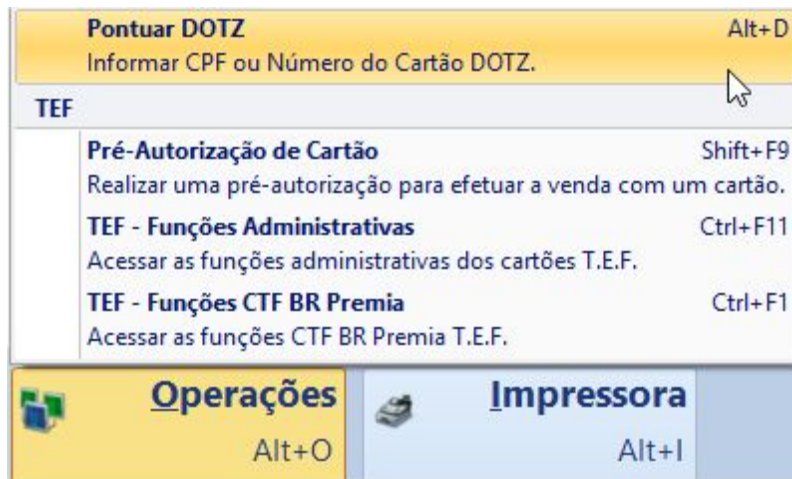 Pontuar DOTZ Alt+D
Informar CPF ou Número do Cartão DOTZ.
TEF
Pré-Autorização de Cartão Shift+F9
Realizar uma pré-autorização para efetuar a venda com um cartão.
TEF - Funções Administrativas Ctrl+F11
Acessar as funções administrativas dos cartões T.E.F.
TEF - Funções CTF BR Premia Ctrl+F1
Acessar as funções CTF BR Premia T.E.F.
Operações Impressora
Alt+O Alt+I